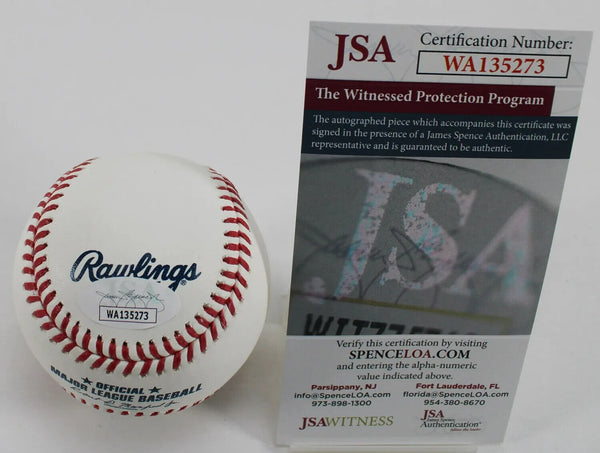 Rawlings
WA135273
OFFICIAL
MAJOR LEAGUE BASEBALL
JSA
Certification Number:
WA135273
The Witnessed Protection Program
The autographed piece which accompanies this certificate was
signed in the presence of a James Spence Authentication, LLC
representative and is guaranteed to be authentic.
JSA
Verify this certification by visiting
SPENCELOA.COM
and entering the alpha-numeric
value indicated above.
Parsippany, NJ
info@SpenceLOA.com
973-898-1300
Fort Lauderdale, FL
florida@SpenceLOA.com
954-380-8670
JSAWITNESS
JSA
James Spence
Authentication